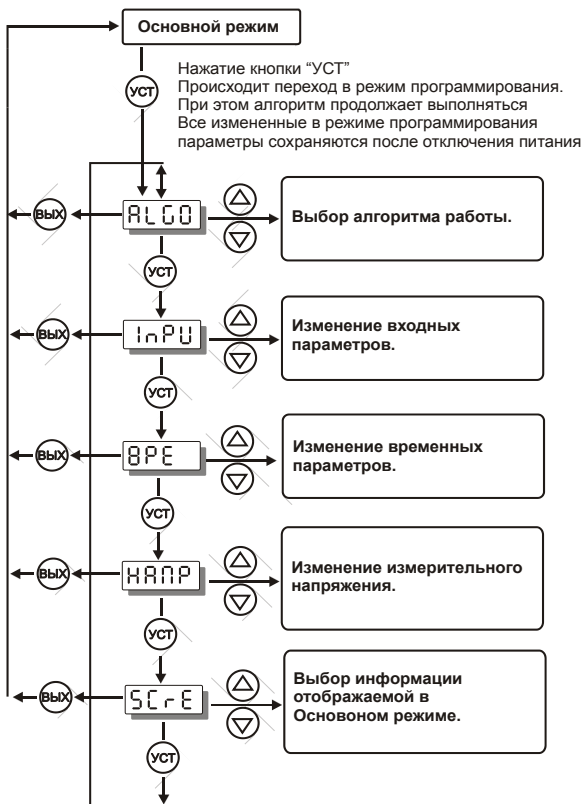 Основной режим
УСТ
Нажатие кнопки “УСТ”
Происходит переход в режим программирования.
При этом алгоритм продолжает выполняться
Все измененные в режиме программирования
параметры сохраняются после отключения питания
ВЫХ
ALGO
Выбор алгоритма работы.
УСТ
ВЫХ
InPU
Изменение входных
параметров.
УСТ
ВЫХ
ВРЕ
Изменение временных
параметров.
УСТ
ВЫХ
НАПР
Изменение измерительного
напряжения.
УСТ
ВЫХ
SCrE
Выбор информации
отображаемой в
Основоном режиме.
УСТ